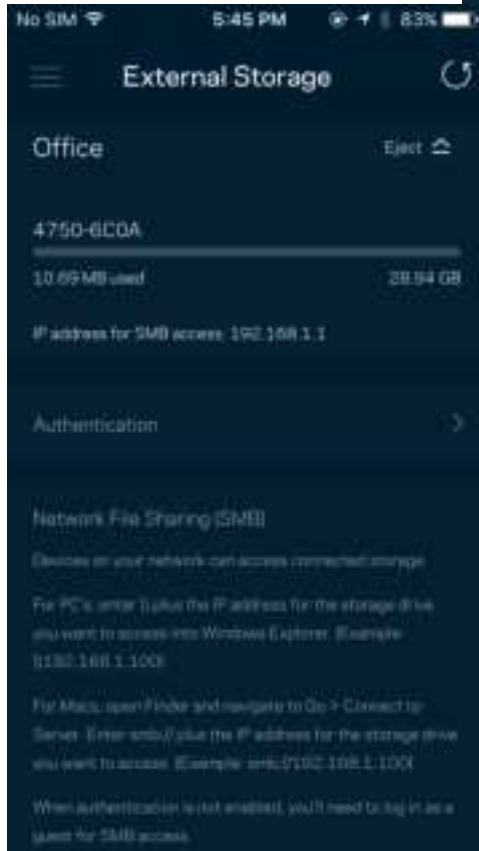 No SIM 5:45 PM 83%
External Storage
Office Eject
4750-6C0A
10.69 MB used 28.94 GB
IP address for SMB access: 192.168.1.1
Authentication
Network File Sharing (SMB)
Devices on your network can access connected storage
For PC's, enter \\ plus the IP address for the storage drive
you want to access into Windows Explorer. (Example:
\\192.168.1.100)
For Macs, open Finder and navigate to Go > Connect to
Server. Enter smb:// plus the IP address for the storage drive
you want to access. (Example: smb://192.168.1.100)
When authentication is not enabled, you'll need to log in as a
guest for SMB access.